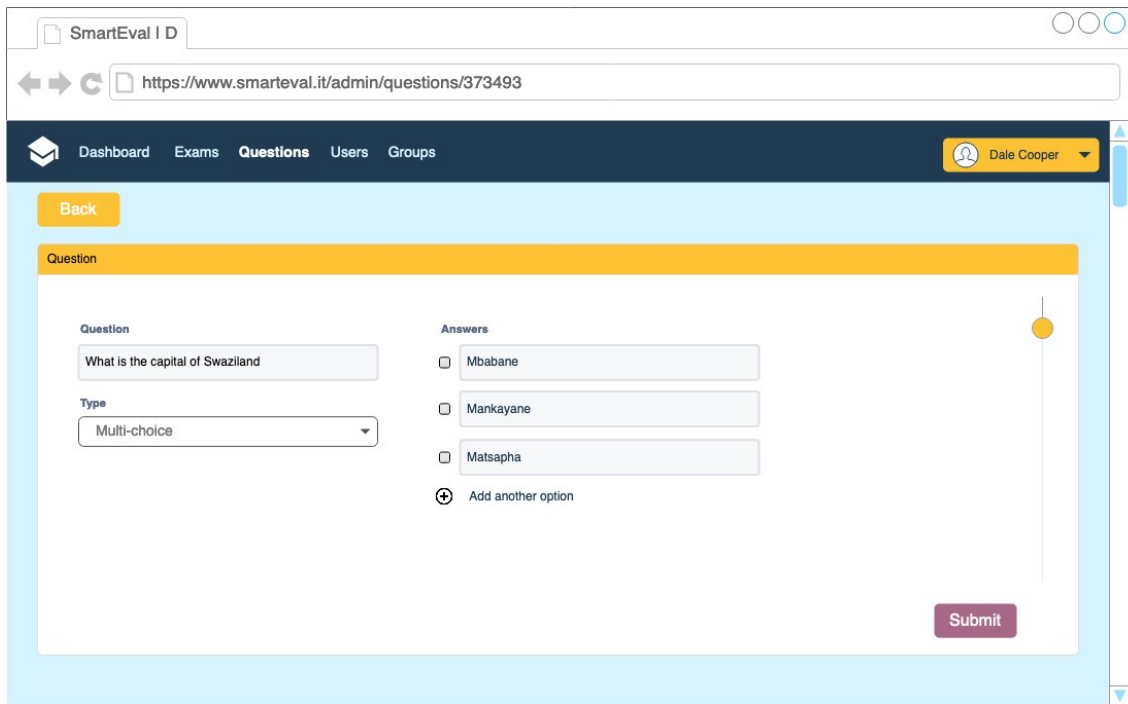 SmartEval | D
https://www.smarteval.it/admin/questions/373493
Dashboard Exams Questions Users Groups Dale Cooper
Back
Question
Question
What is the capital of Swaziland
Type
Multi-choice
Answers
Mbabane
Mankayane
Matsapha
Add another option
Submit